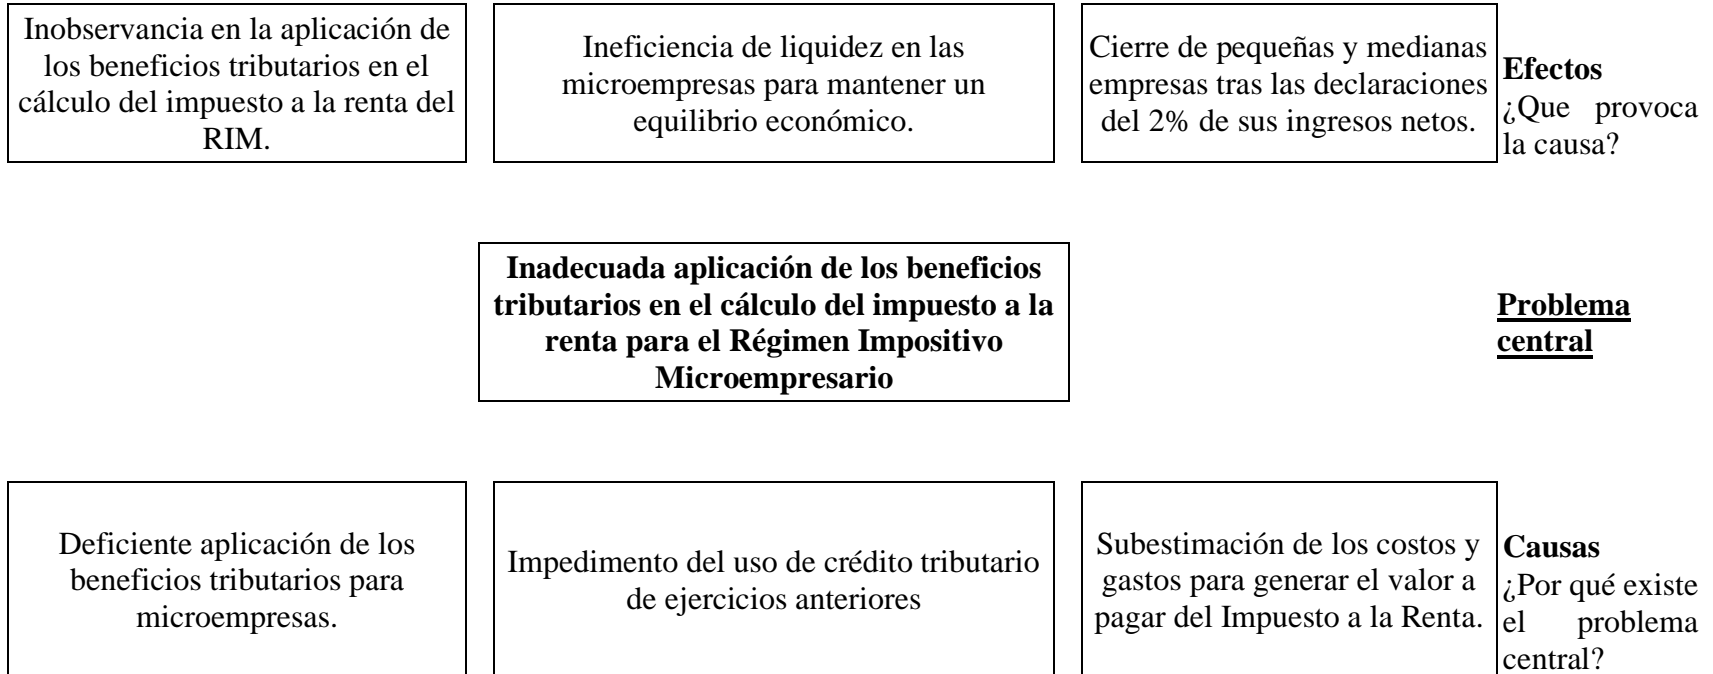 Inobservancia en la aplicación de
los beneficios tributarios en el
cálculo del impuesto a la renta del
RIM.
Ineficiencia de liquidez en las
microempresas para mantener un
equilibrio económico.
Cierre de pequeñas y medianas
empresas tras las declaraciones
del 2% de sus ingresos netos.
Efectos
¿Que provoca
la causa?
Inadecuada aplicación de los beneficios
tributarios en el cálculo del impuesto a la
renta para el Régimen Impositivo
Microempresario
Problema
central
Deficiente aplicación de los
beneficios tributarios para
microempresas.
Impedimento del uso de crédito tributario
de ejercicios anteriores
Subestimación de los costos y
gastos para generar el valor a
pagar del Impuesto a la Renta.
Causas
¿Por qué existe
el problema
central?